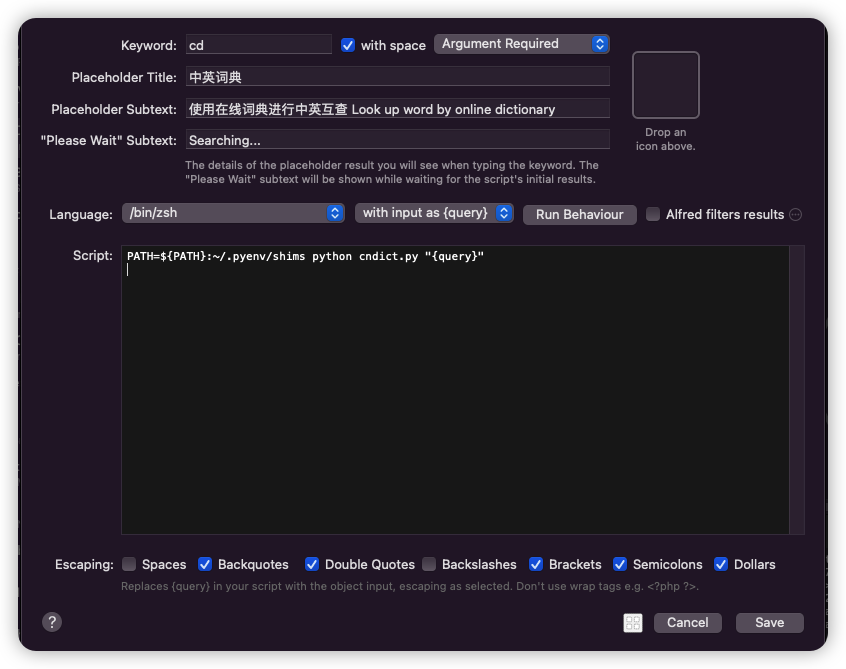 Keyword: cd with space Argument Required
Placeholder Title: 中英词典
Placeholder Subtext: 使用在线词典进行中英互查 Look up word by online dictionary
"Please Wait" Subtext: Searching...
Drop an
icon above.
The details of the placeholder result you will see when typing the keyword. The
"Please Wait" subtext will be shown while waiting for the script's initial results.
Language: /bin/zsh with input as {query} Run Behaviour Alfred filters results
Script: PATH=${PATH}:~/.pyenv/shims python cndict.py "{query}"
Escaping: Spaces Backquotes Double Quotes Backslashes Brackets Semicolons Dollars
Replaces {query} in your script with the object input, escaping as selected. Don't use wrap tags e.g. <?php ?>.
? Cancel Save